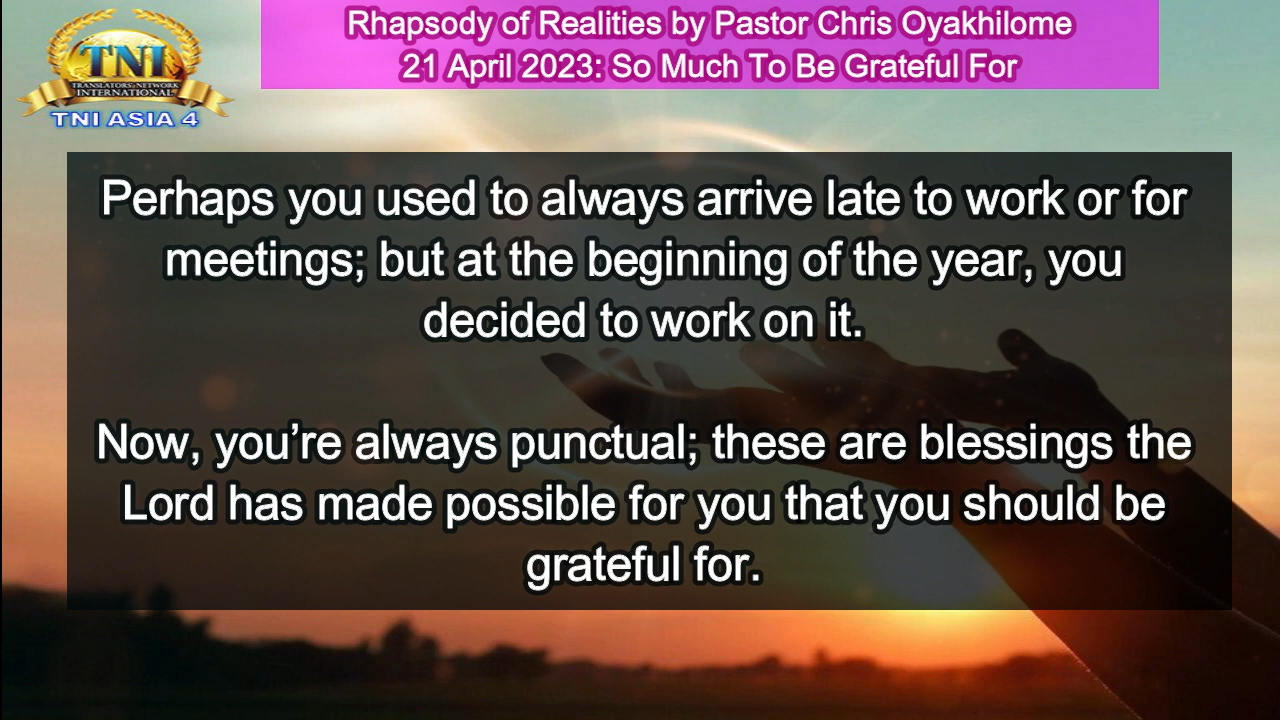 Rhapsody of Realities by Pastor Chris Oyakhilome
21 April 2023: So Much To Be Grateful For
TNI
TRANSLATORS' NETWORK
INTERNATIONAL
TNI ASIA 4
Perhaps you used to always arrive late to work or for
meetings; but at the beginning of the year, you
decided to work on it.
Now, you’re always punctual; these are blessings the
Lord has made possible for you that you should be
grateful for.